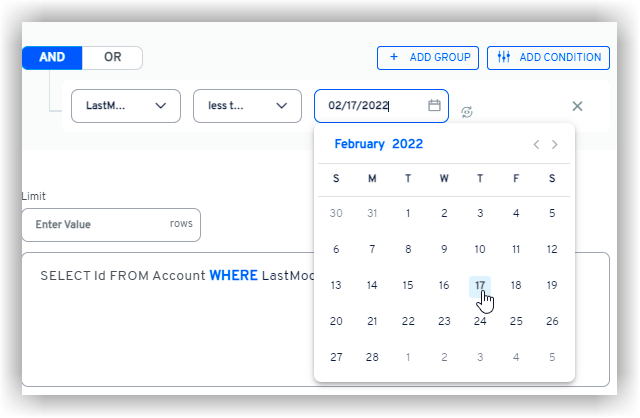 AND OR + ADD GROUP ADD CONDITION
LastM... less t... 02/17/2022
February 2022
S M T W T F S
30 31 1 2 3 4 5
6 7 8 9 10 11 12
13 14 15 16 17 18 19
20 21 22 23 24 25 26
27 28 1 2 3 4 5
Limit
Enter Value rows
SELECT Id FROM Account WHERE LastMod